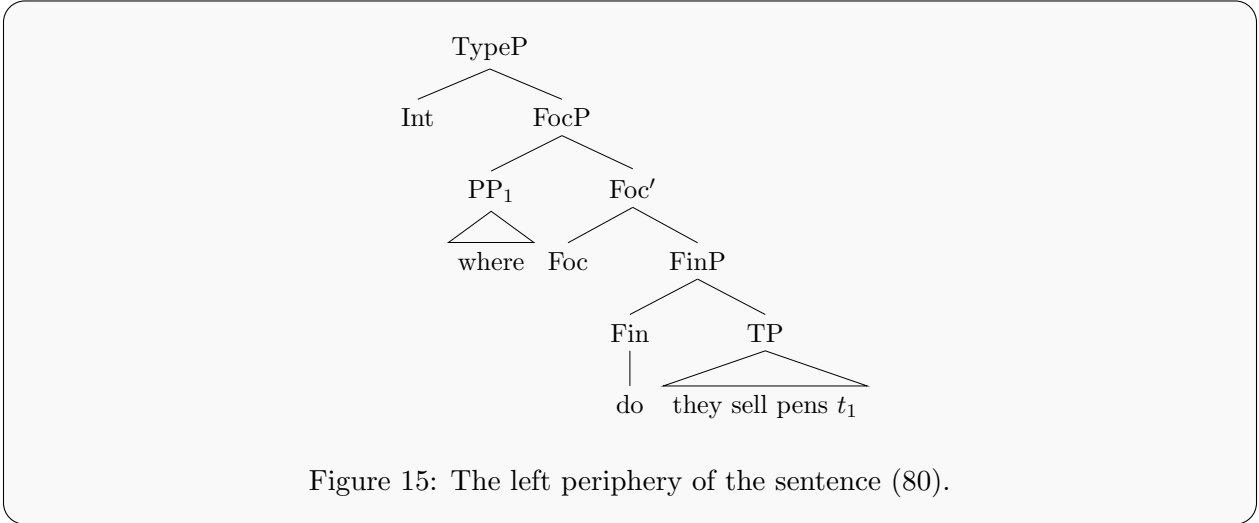 TypeP
Int FocP
PP₁ Foc′
where Foc FinP
Fin TP
do they sell pens t₁
Figure 15: The left periphery of the sentence (80).